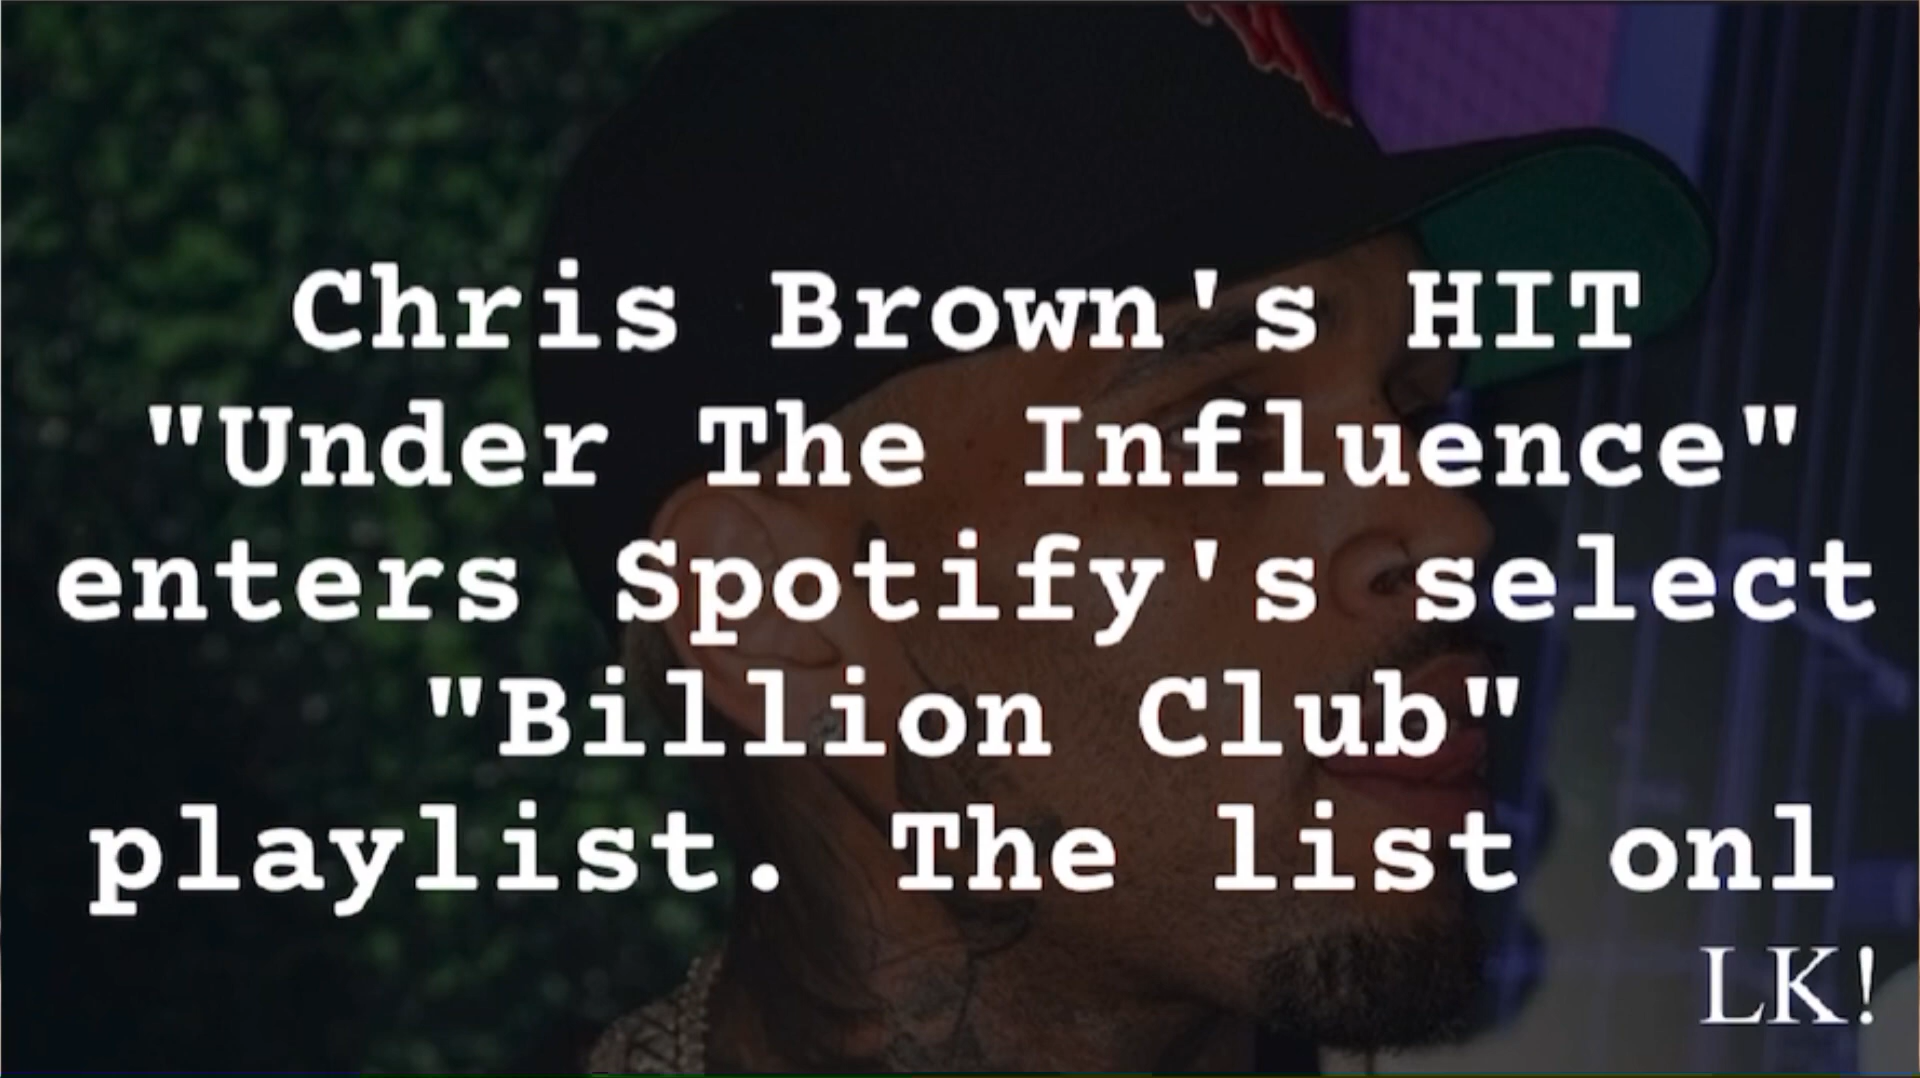 Chris Brown's HIT
"Under The Influence"
enters Spotify's select
"Billion Club"
playlist. The list onl
LK!